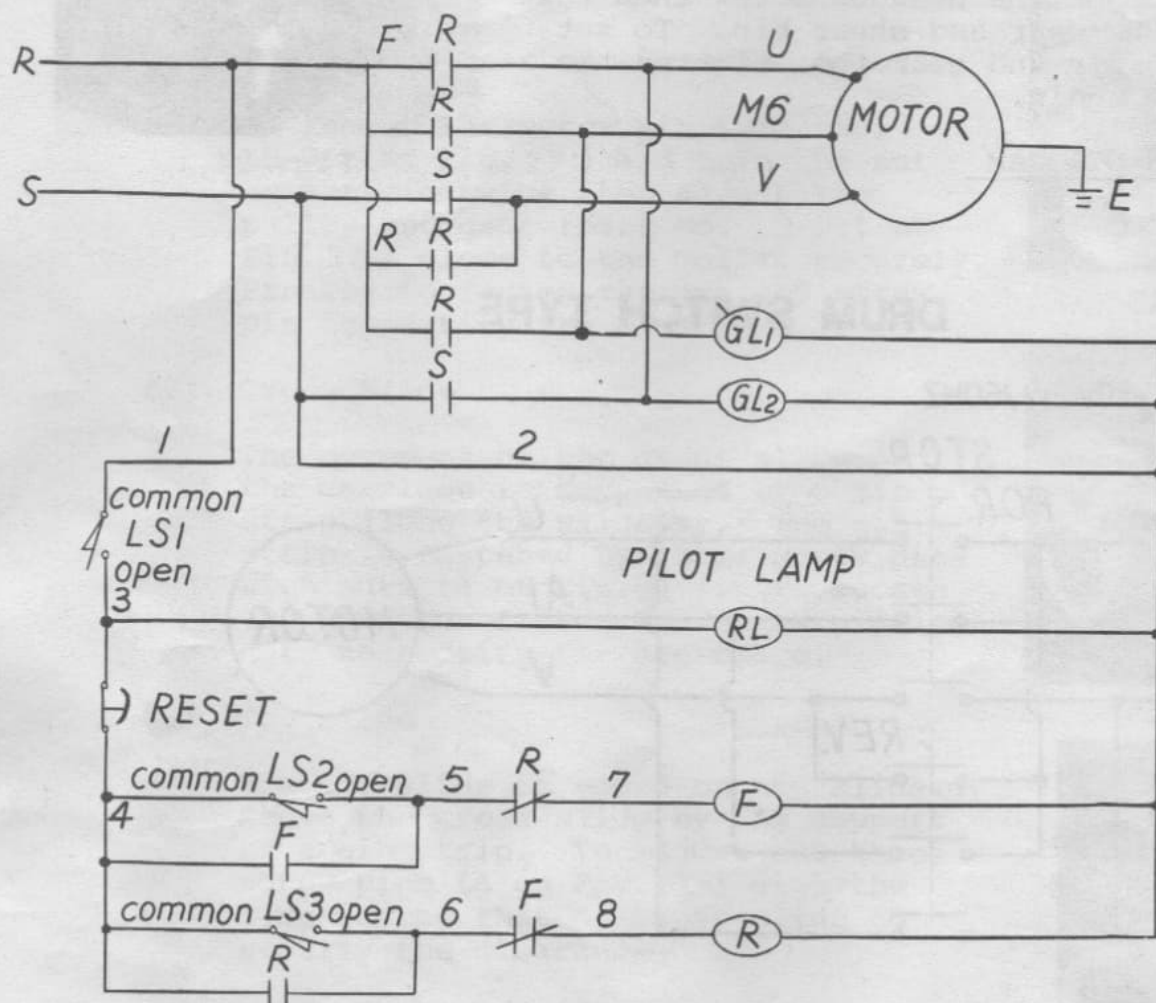 R
F
R
U
R
M6
MOTOR
S
S
V
E
R
R
DRUM SWITCH TYPE
R
GL1
S
GL2
1
2
STOP
common
LS1
open
PILOT LAMP
3
RL
MOTOR
RESET
REV.
common LS2 open
5
R
7
F
4
F
common LS3 open
6
F
8
R
R